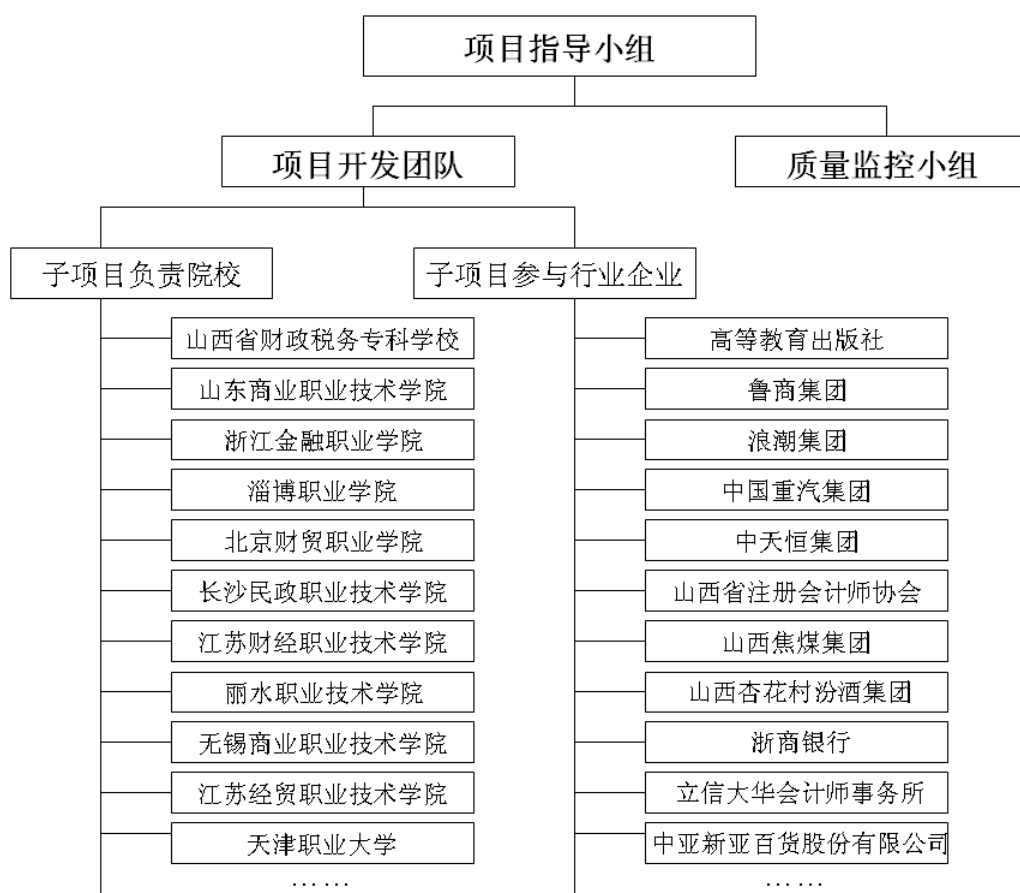 项目指导小组
项目开发团队
质量监控小组
子项目负责院校
子项目参与行业企业
山西省财政税务专科学校
山东商业职业技术学院
浙江金融职业学院
淄博职业学院
北京财贸职业学院
长沙民政职业技术学院
江苏财经职业技术学院
丽水职业技术学院
无锡商业职业技术学院
江苏经贸职业技术学院
天津职业大学
……
高等教育出版社
鲁商集团
浪潮集团
中国重汽集团
中天恒集团
山西省注册会计师协会
山西焦煤集团
山西杏花村汾酒集团
浙商银行
立信大华会计师事务所
中亚新亚百货股份有限公司
……